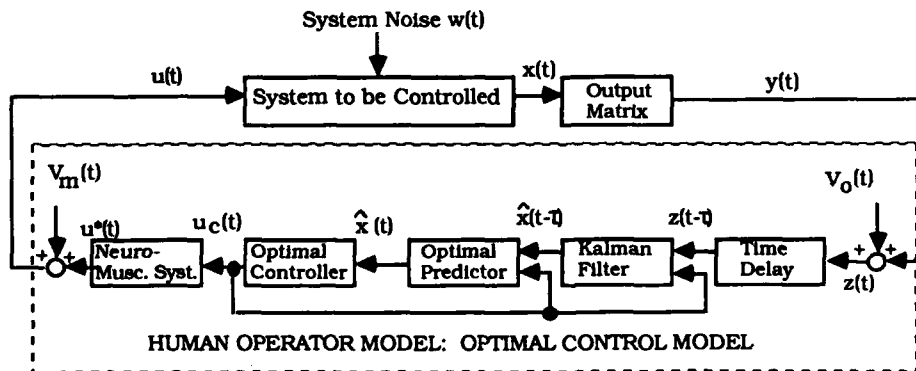 System Noise w(t)
u(t)
System to be Controlled
x(t)
Output
Matrix
y(t)
V_m(t)
u*(t)
Neuro-
Musc. Syst.
u_c(t)
Optimal
Controller
x̂(t)
Optimal
Predictor
x̂(t-τ)
Kalman
Filter
z(t-τ)
Time
Delay
V_o(t)
z(t)
+
+
+
+
HUMAN OPERATOR MODEL: OPTIMAL CONTROL MODEL